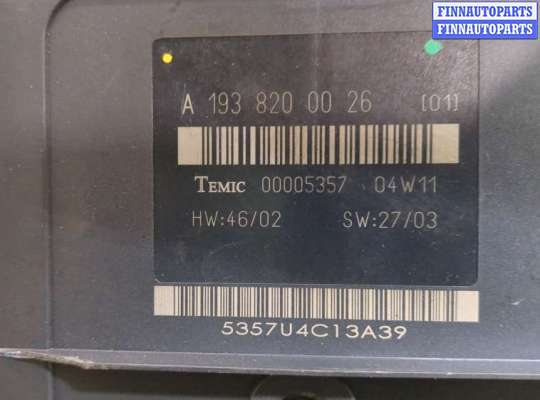 FINNAUTOPARTS
FINNAUTOPARTS
A 193 820 00 26 [01]
TEMIC 00005357 04W11
HW:46/02 SW:27/03
5357U4C13A39